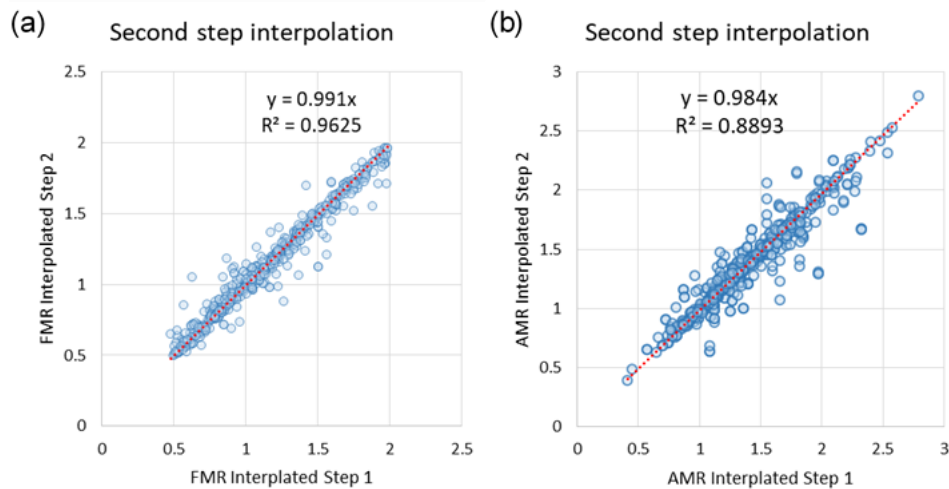 (a)
Second step interpolation
2.5
2
1.5
1
0.5
0
y = 0.991x
R² = 0.9625
FMR Interpolated Step 2
0 0.5 1 1.5 2 2.5
FMR Interplated Step 1
(b)
Second step interpolation
3
2.5
2
1.5
1
0.5
0
y = 0.984x
R² = 0.8893
AMR Interpolated Step 2
0 0.5 1 1.5 2 2.5 3
AMR Interplated Step 1